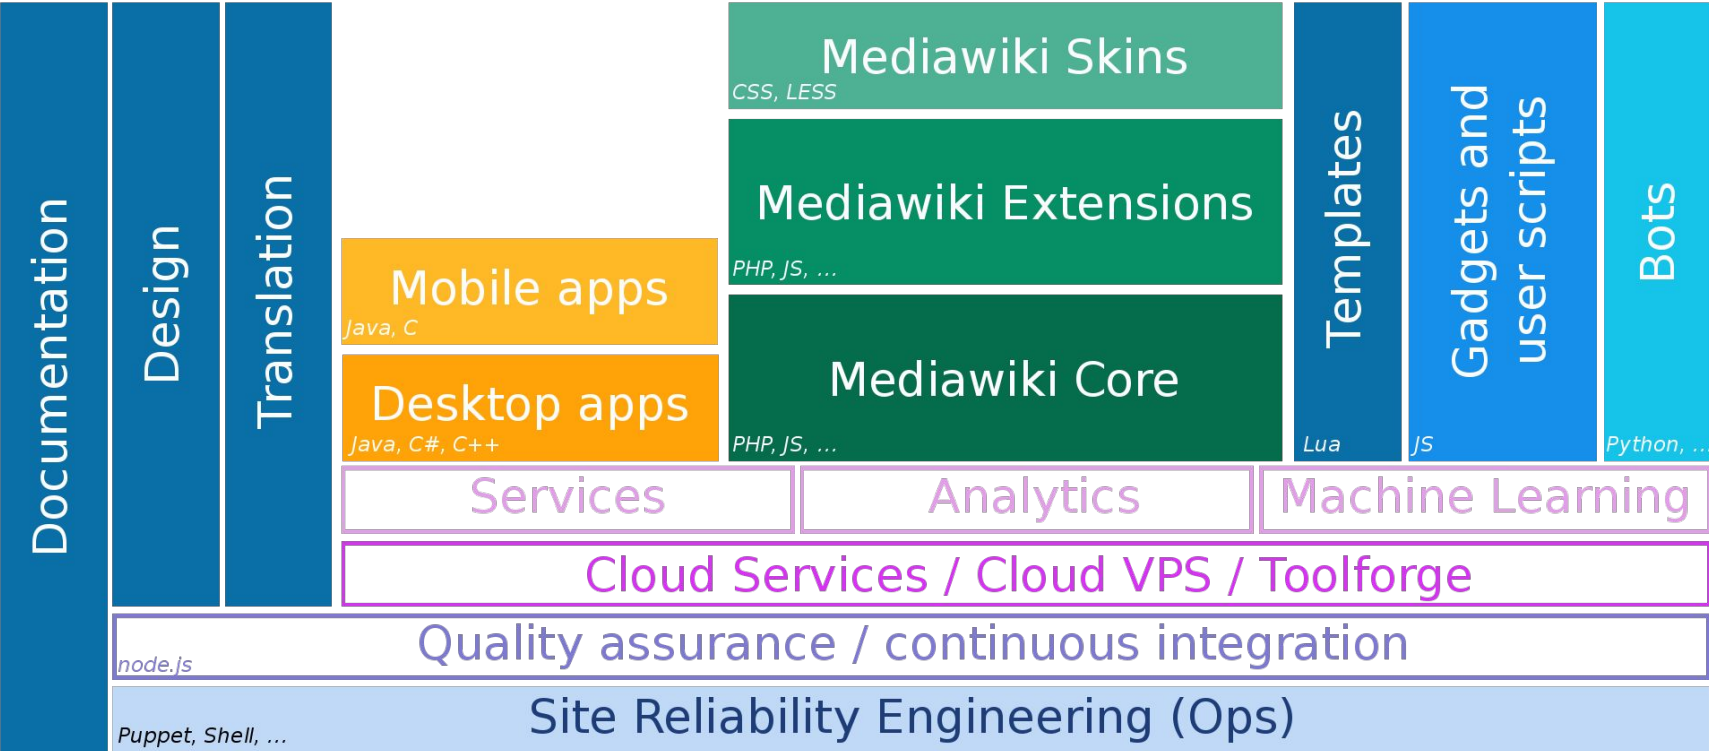 Documentation
Design
Translation
Mobile apps
Java, C
Desktop apps
Java, C#, C++
Mediawiki Skins
CSS, LESS
Mediawiki Extensions
PHP, JS, ...
Mediawiki Core
PHP, JS, ...
Templates
Lua
Gadgets and
user scripts
JS
Bots
Python, ...
Services
Analytics
Machine Learning
Cloud Services / Cloud VPS / Toolforge
Quality assurance / continuous integration
node.js
Site Reliability Engineering (Ops)
Puppet, Shell, ...